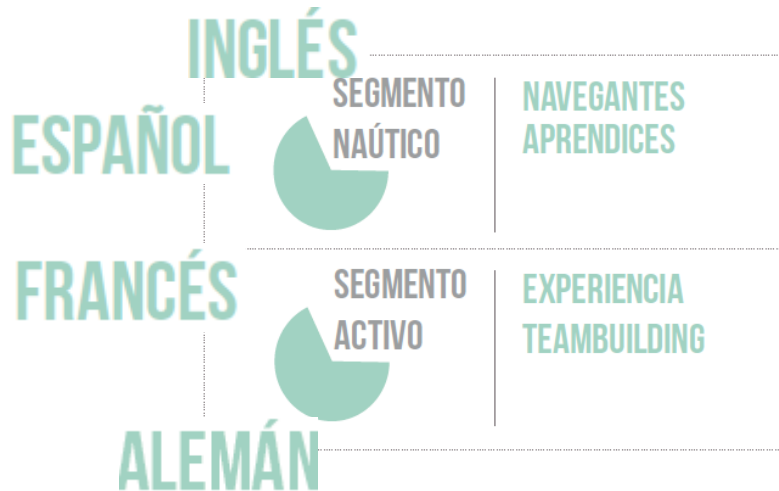 INGLÉS
ESPAÑOL
FRANCÉS
ALEMÁN
SEGMENTO
NAÚTICO
NAVEGANTES
APRENDICES
SEGMENTO
ACTIVO
EXPERIENCIA
TEAMBUILDING